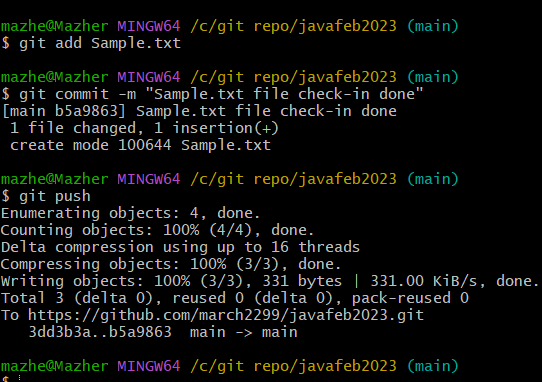 mazhe@Mazher MINGW64 /c/git repo/javafeb2023 (main)
$ git add Sample.txt
mazhe@Mazher MINGW64 /c/git repo/javafeb2023 (main)
$ git commit -m "Sample.txt file check-in done"
[main b5a9863] Sample.txt file check-in done
 1 file changed, 1 insertion(+)
 create mode 100644 Sample.txt
mazhe@Mazher MINGW64 /c/git repo/javafeb2023 (main)
$ git push
Enumerating objects: 4, done.
Counting objects: 100% (4/4), done.
Delta compression using up to 16 threads
Compressing objects: 100% (3/3), done.
Writing objects: 100% (3/3), 331 bytes | 331.00 KiB/s, done.
Total 3 (delta 0), reused 0 (delta 0), pack-reused 0
To https://github.com/march2299/javafeb2023.git
   3dd3b3a..b5a9863  main -> main
mazhe@Mazher MINGW64 /c/git repo/javafeb2023 (main)
$